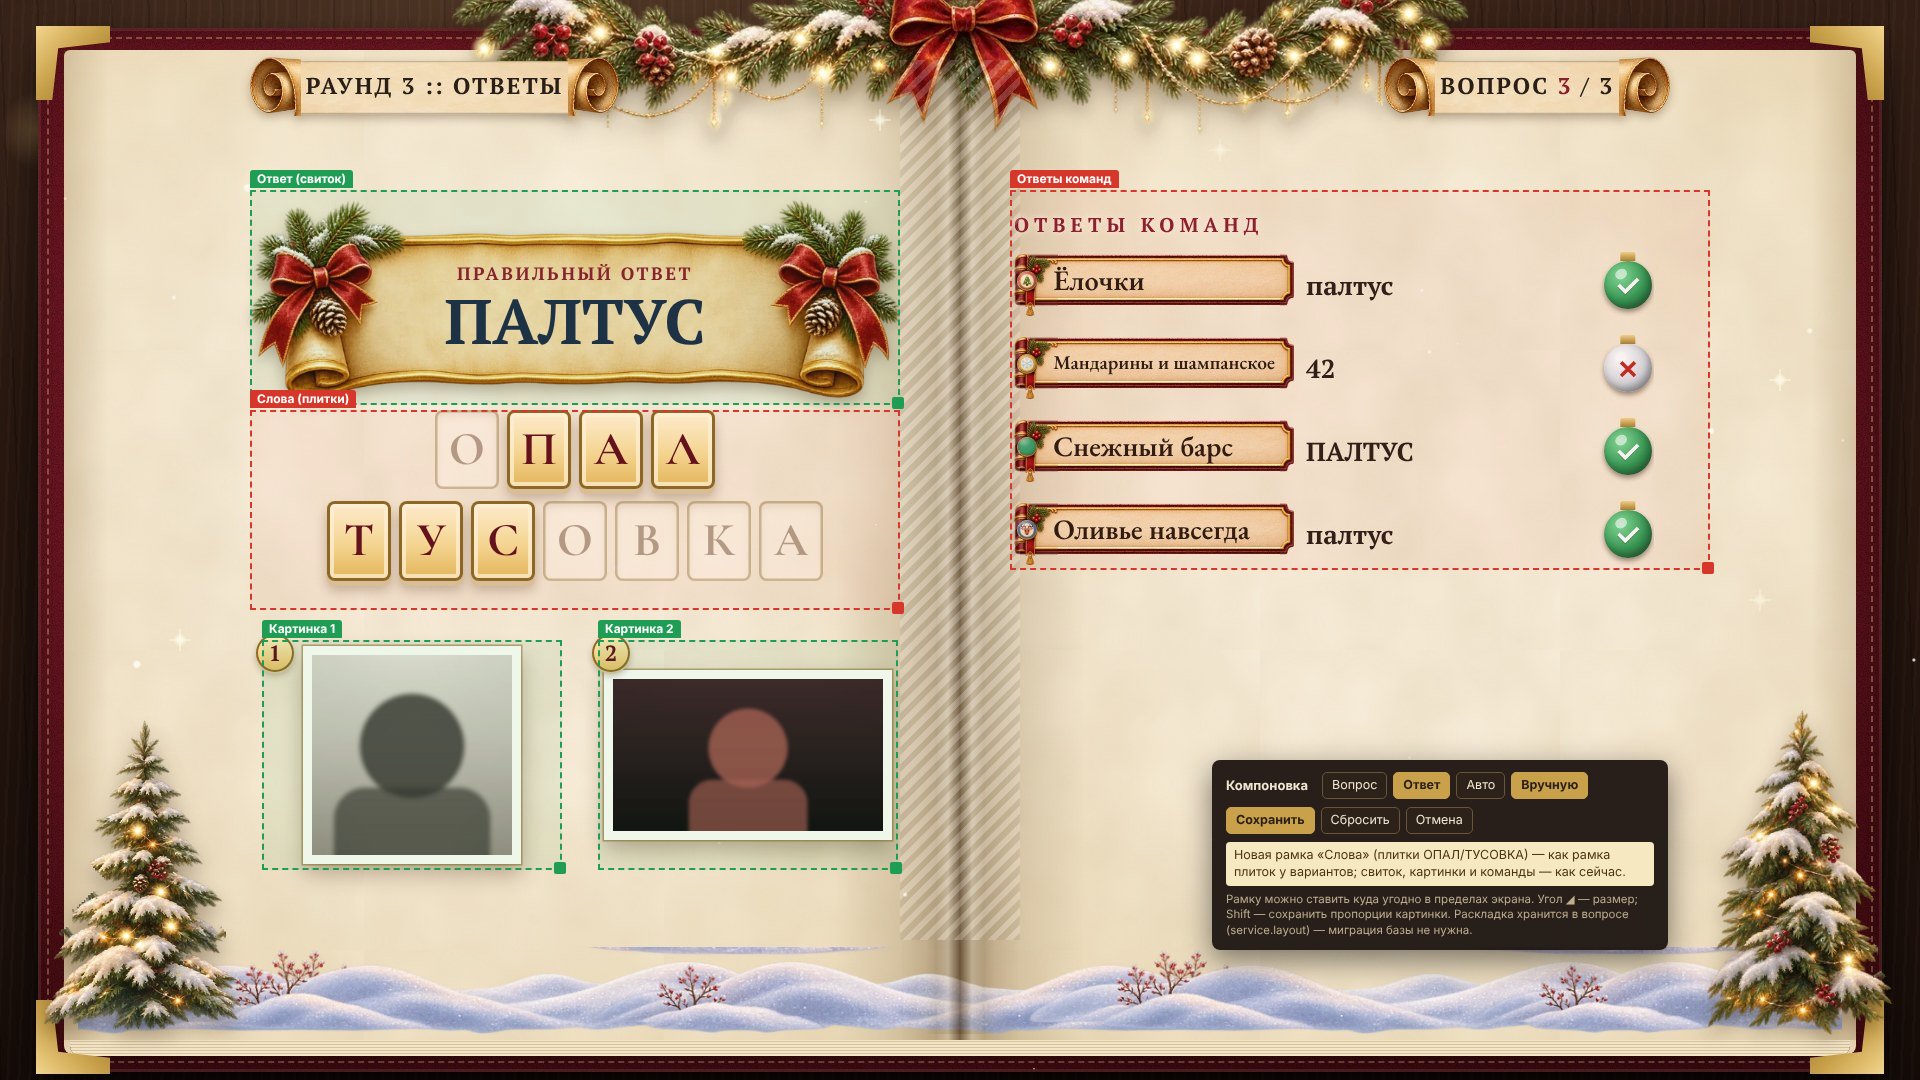 РАУНД 3 :: ОТВЕТЫ
ВОПРОС 3 / 3
Ответ (свиток)
ПРАВИЛЬНЫЙ ОТВЕТ
ПАЛТУС
Слова (плитки)
ОПАЛ
ТУСОВКА
Картинка 1
1
Картинка 2
2
Ответы команд
ОТВЕТЫ КОМАНД
Ёлочки палтус
Мандарины и шампанское 42
Снежный барс ПАЛТУС
Оливье навсегда палтус
Компоновка Вопрос Ответ Авто Вручную
Сохранить Сбросить Отмена
Новая рамка «Слова» (плитки ОПАЛ/ТУСОВКА) — как рамка
плиток у вариантов; свиток, картинки и команды — как сейчас.
Рамку можно ставить куда угодно в пределах экрана. Угол ◢ — размер;
Shift — сохранить пропорции картинки. Раскладка хранится в вопросе
(service.layout) — миграция базы не нужна.